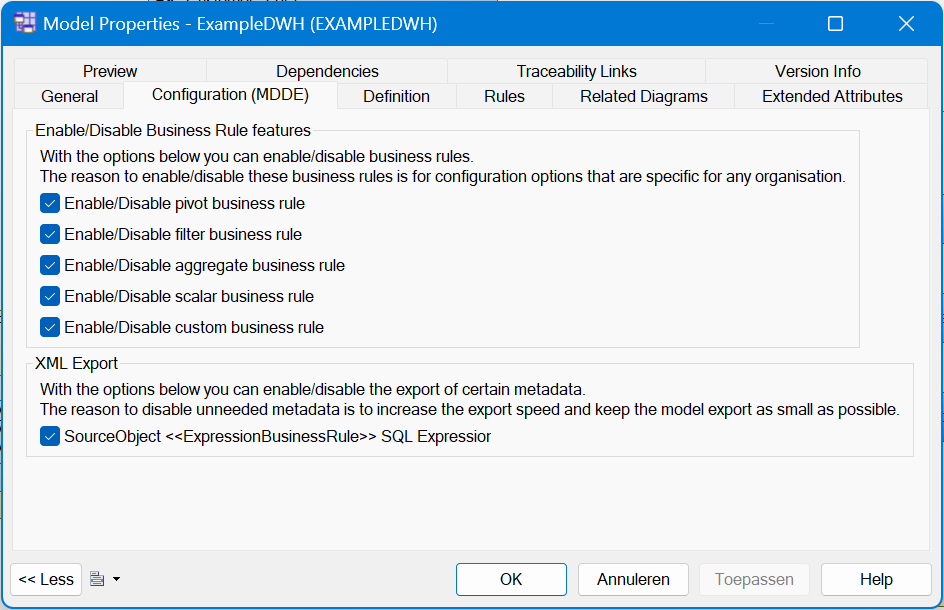 Model Properties - ExampleDWH (EXAMPLEDWH)
Preview Dependencies Traceability Links Version Info
General Configuration (MDDE) Definition Rules Related Diagrams Extended Attributes
Enable/Disable Business Rule features
With the options below you can enable/disable business rules.
The reason to enable/disable these business rules is for configuration options that are specific for any organisation.
Enable/Disable pivot business rule
Enable/Disable filter business rule
Enable/Disable aggregate business rule
Enable/Disable scalar business rule
Enable/Disable custom business rule
XML Export
With the options below you can enable/disable the export of certain metadata.
The reason to disable unneeded metadata is to increase the export speed and keep the model export as small as possible.
SourceObject <<ExpressionBusinessRule>> SQL Expressior
<< Less OK Annuleren Toepassen Help